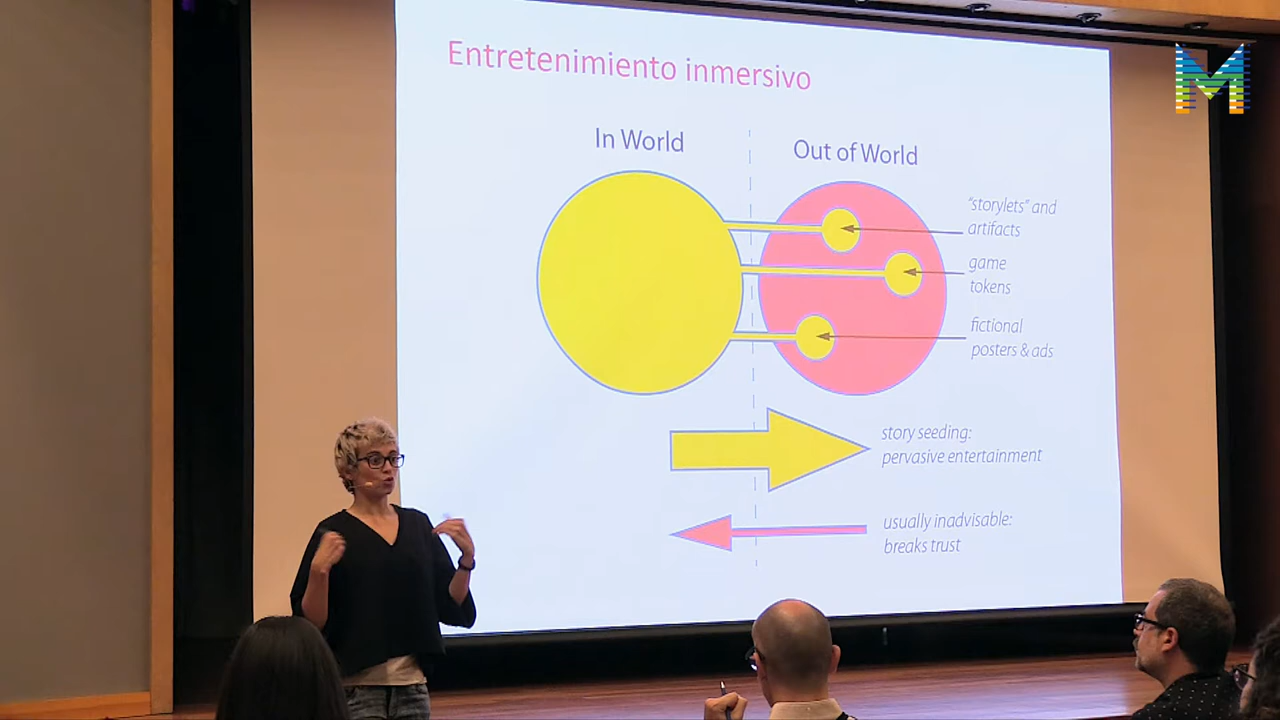 Entretenimiento inmersivo
In World
Out of World
"storylets" and
artifacts
game
tokens
fictional
posters & ads
story seeding:
pervasive entertainment
usually inadvisable:
breaks trust
M